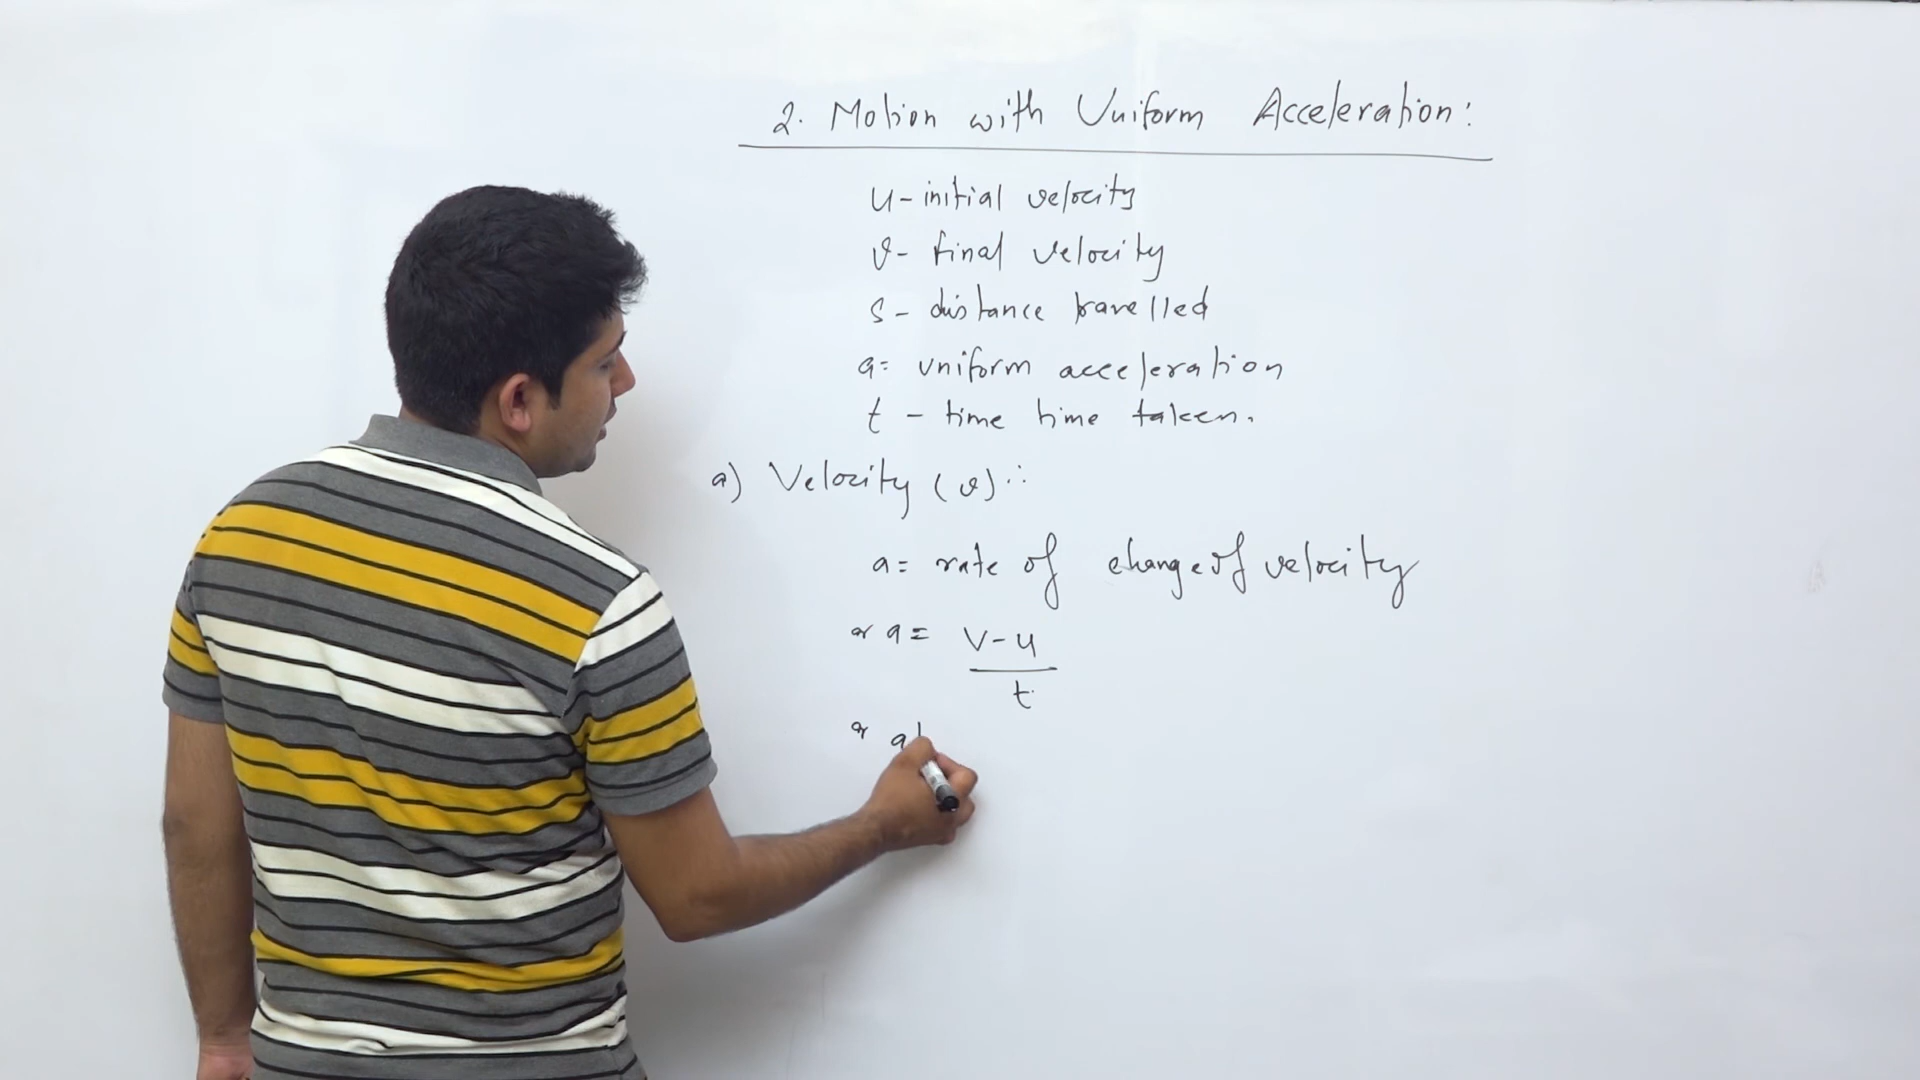 2. Motion with Uniform Acceleration:
u - initial velocity
v - final velocity
s - distance travelled
a = uniform acceleration
t - time time taken.
a) Velocity (v) :-
a = rate of change of velocity
or a = v - u
t
or at